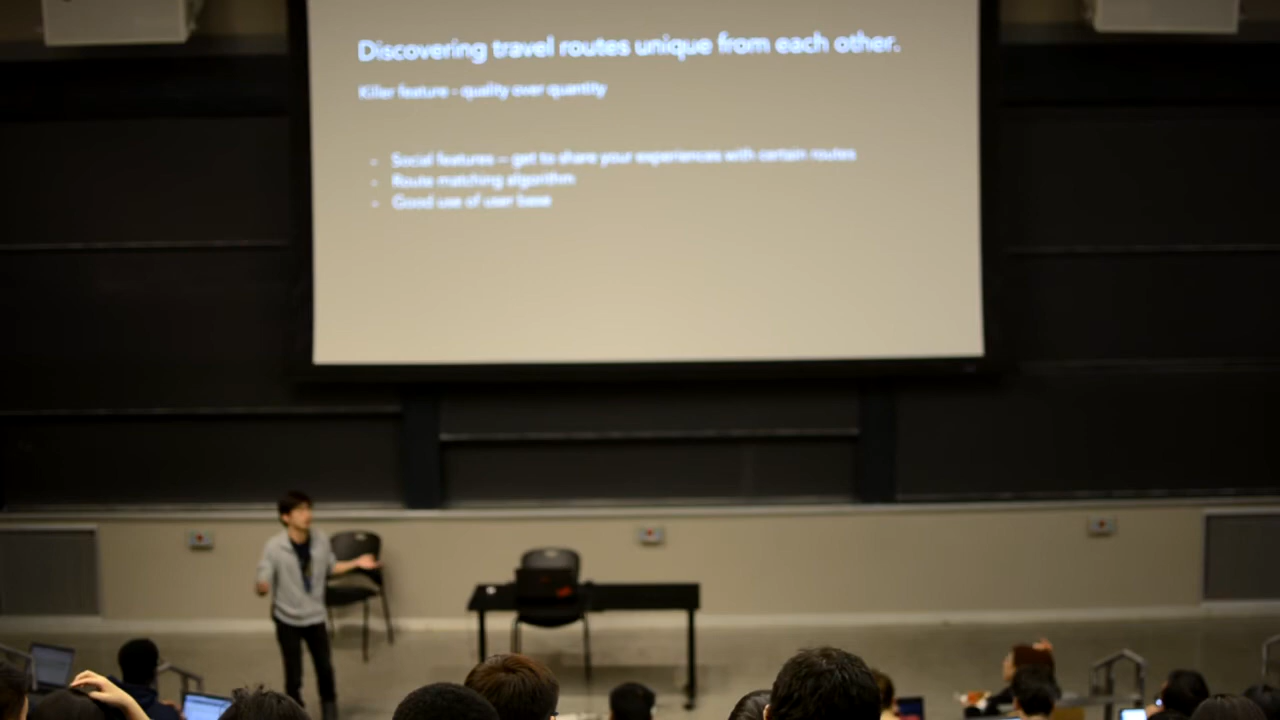 Discovering travel routes unique from each other.
Killer feature - quality over quantity
- Social features – get to share your experiences with certain routes
- Route matching algorithm
- Good use of user base